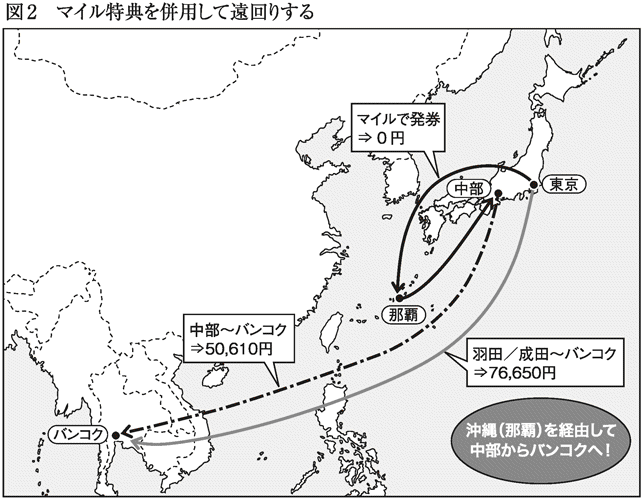 図2　マイル特典を併用して遠回りする
マイルで発券
⇒0円
中部
東京
那覇
中部〜バンコク
⇒50,610円
羽田／成田〜バンコク
⇒76,650円
バンコク
沖縄（那覇）を経由して
中部からバンコクへ！